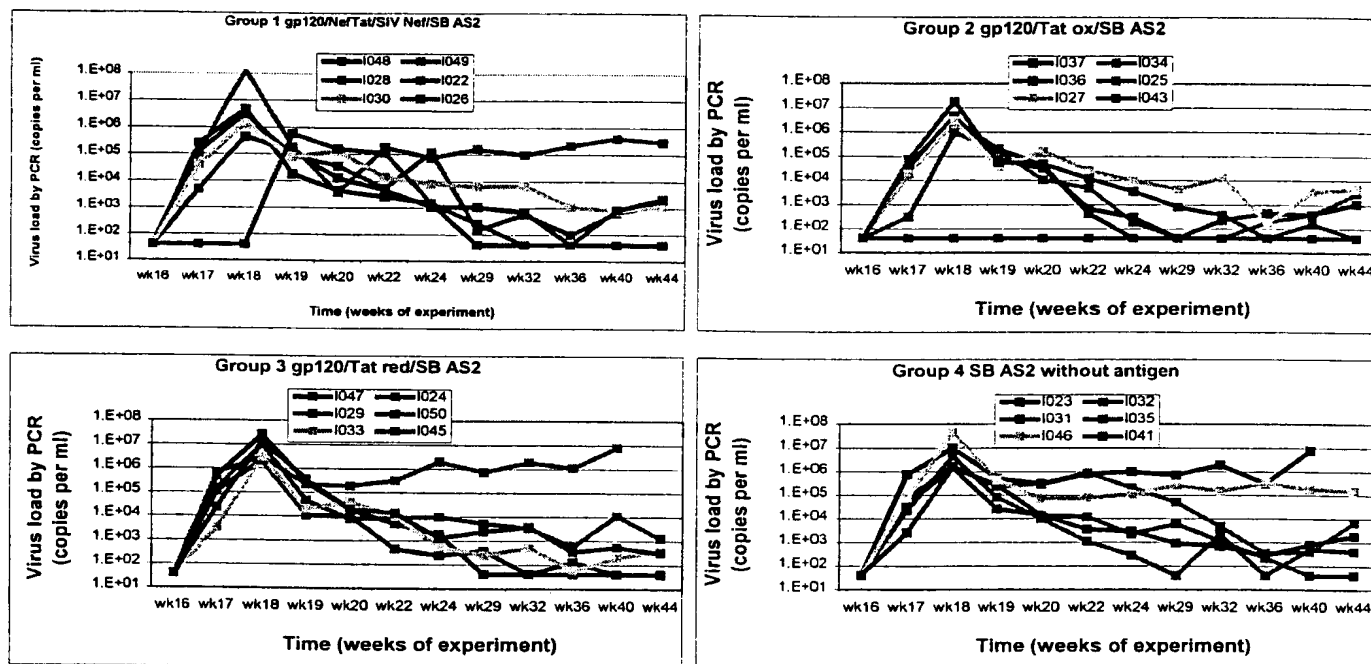 Group 1 gp120/NefTat/SIV Nef/SB AS2
Virus load by PCR (copies per ml)
1.E+08
1.E+07
1.E+06
1.E+05
1.E+04
1.E+03
1.E+02
1.E+01
I048 I049
I028 I022
I030 I026
wk16 wk17 wk18 wk19 wk20 wk22 wk24 wk29 wk32 wk36 wk40 wk44
Time (weeks of experiment)
Group 2 gp120/Tat ox/SB AS2
Virus load by PCR
(copies per ml)
1.E+08
1.E+07
1.E+06
1.E+05
1.E+04
1.E+03
1.E+02
1.E+01
I037 I034
I036 I025
I027 I043
wk16 wk17 wk18 wk19 wk20 wk22 wk24 wk29 wk32 wk36 wk40 wk44
Time (weeks of experiment)
Group 3 gp120/Tat red/SB AS2
Virus load by PCR
(copies per ml)
1.E+08
1.E+07
1.E+06
1.E+05
1.E+04
1.E+03
1.E+02
1.E+01
I047 I024
I029 I050
I033 I045
wk16 wk17 wk18 wk19 wk20 wk22 wk24 wk29 wk32 wk36 wk40 wk44
Time (weeks of experiment)
Group 4 SB AS2 without antigen
Virus load by PCR
(copies per ml)
1.E+08
1.E+07
1.E+06
1.E+05
1.E+04
1.E+03
1.E+02
1.E+01
I023 I032
I031 I035
I046 I041
wk16 wk17 wk18 wk19 wk20 wk22 wk24 wk29 wk32 wk36 wk40 wk44
Time (weeks of experiment)